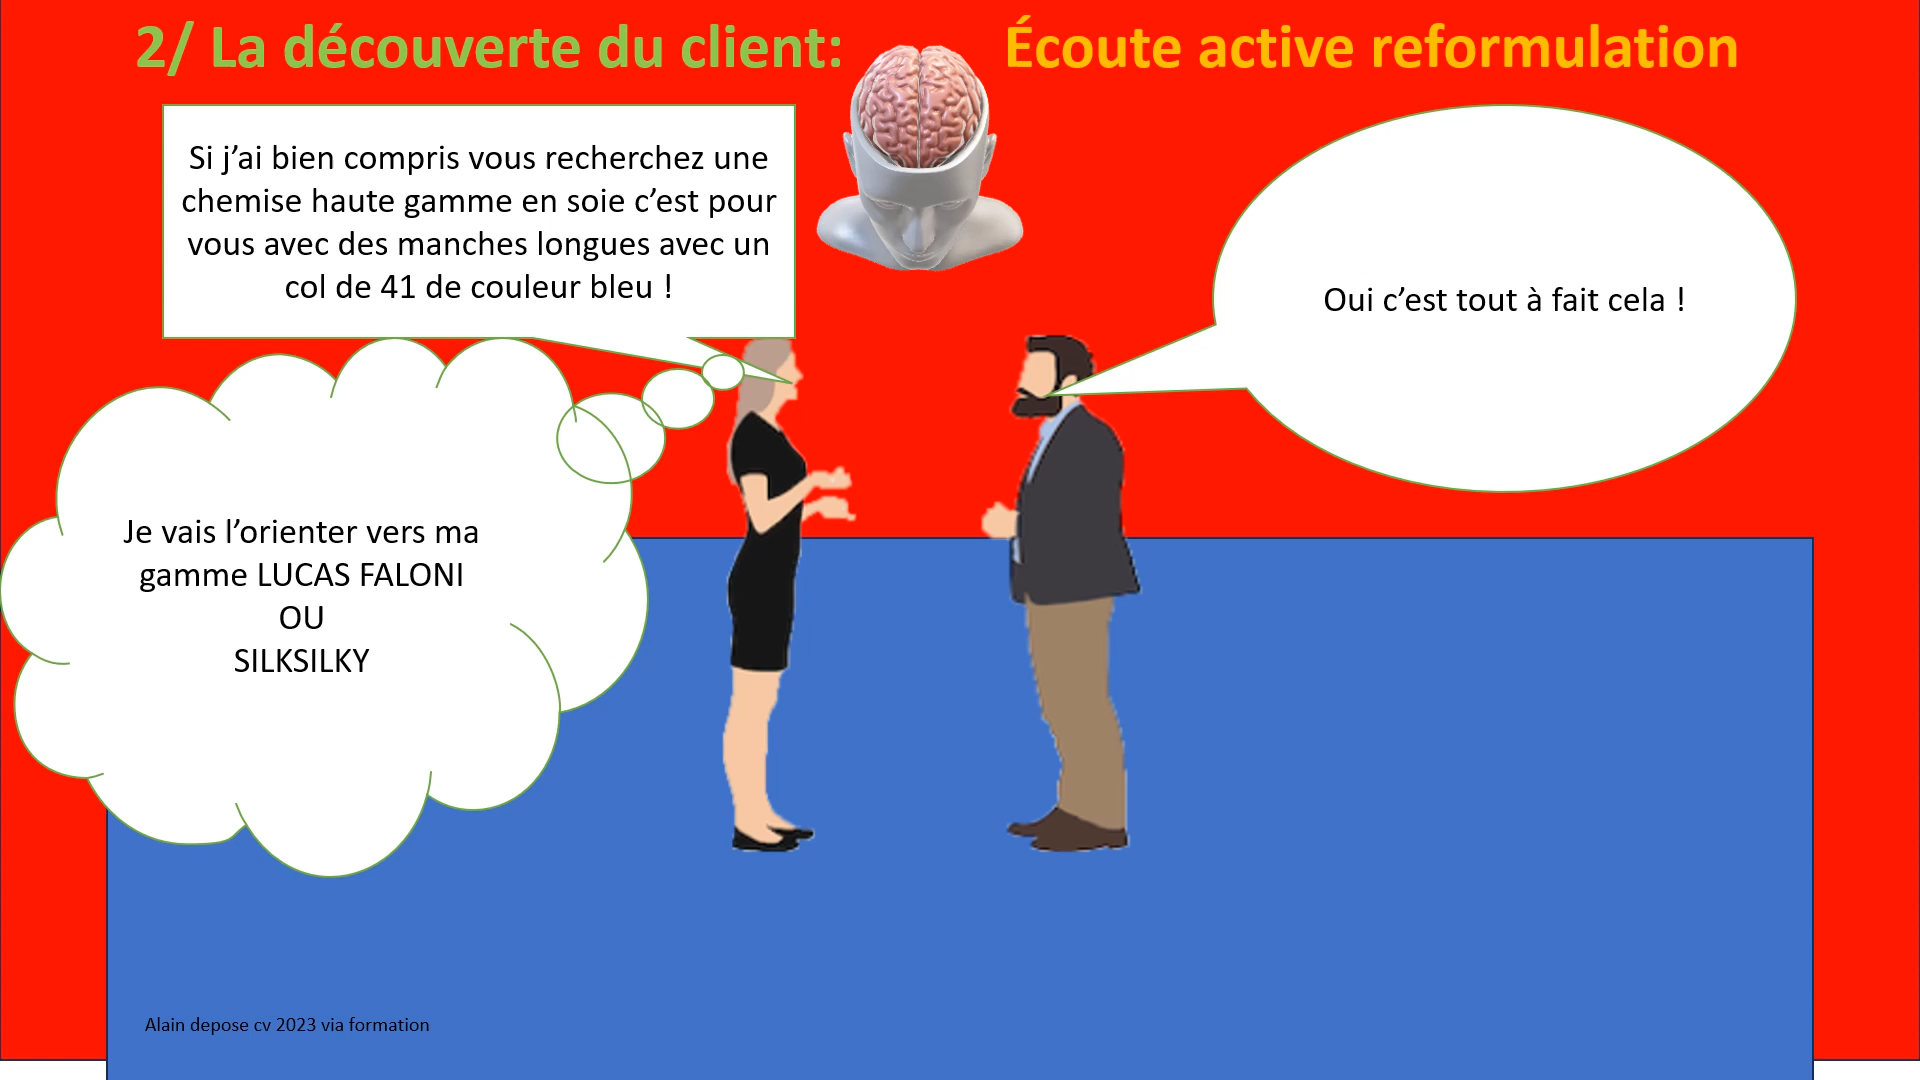 2/ La découverte du client:
Écoute active reformulation
Si j’ai bien compris vous recherchez une
chemise haute gamme en soie c’est pour
vous avec des manches longues avec un
col de 41 de couleur bleu !
Oui c’est tout à fait cela !
Je vais l’orienter vers ma
gamme LUCAS FALONI
OU
SILKSILKY
Alain depose cv 2023 via formation